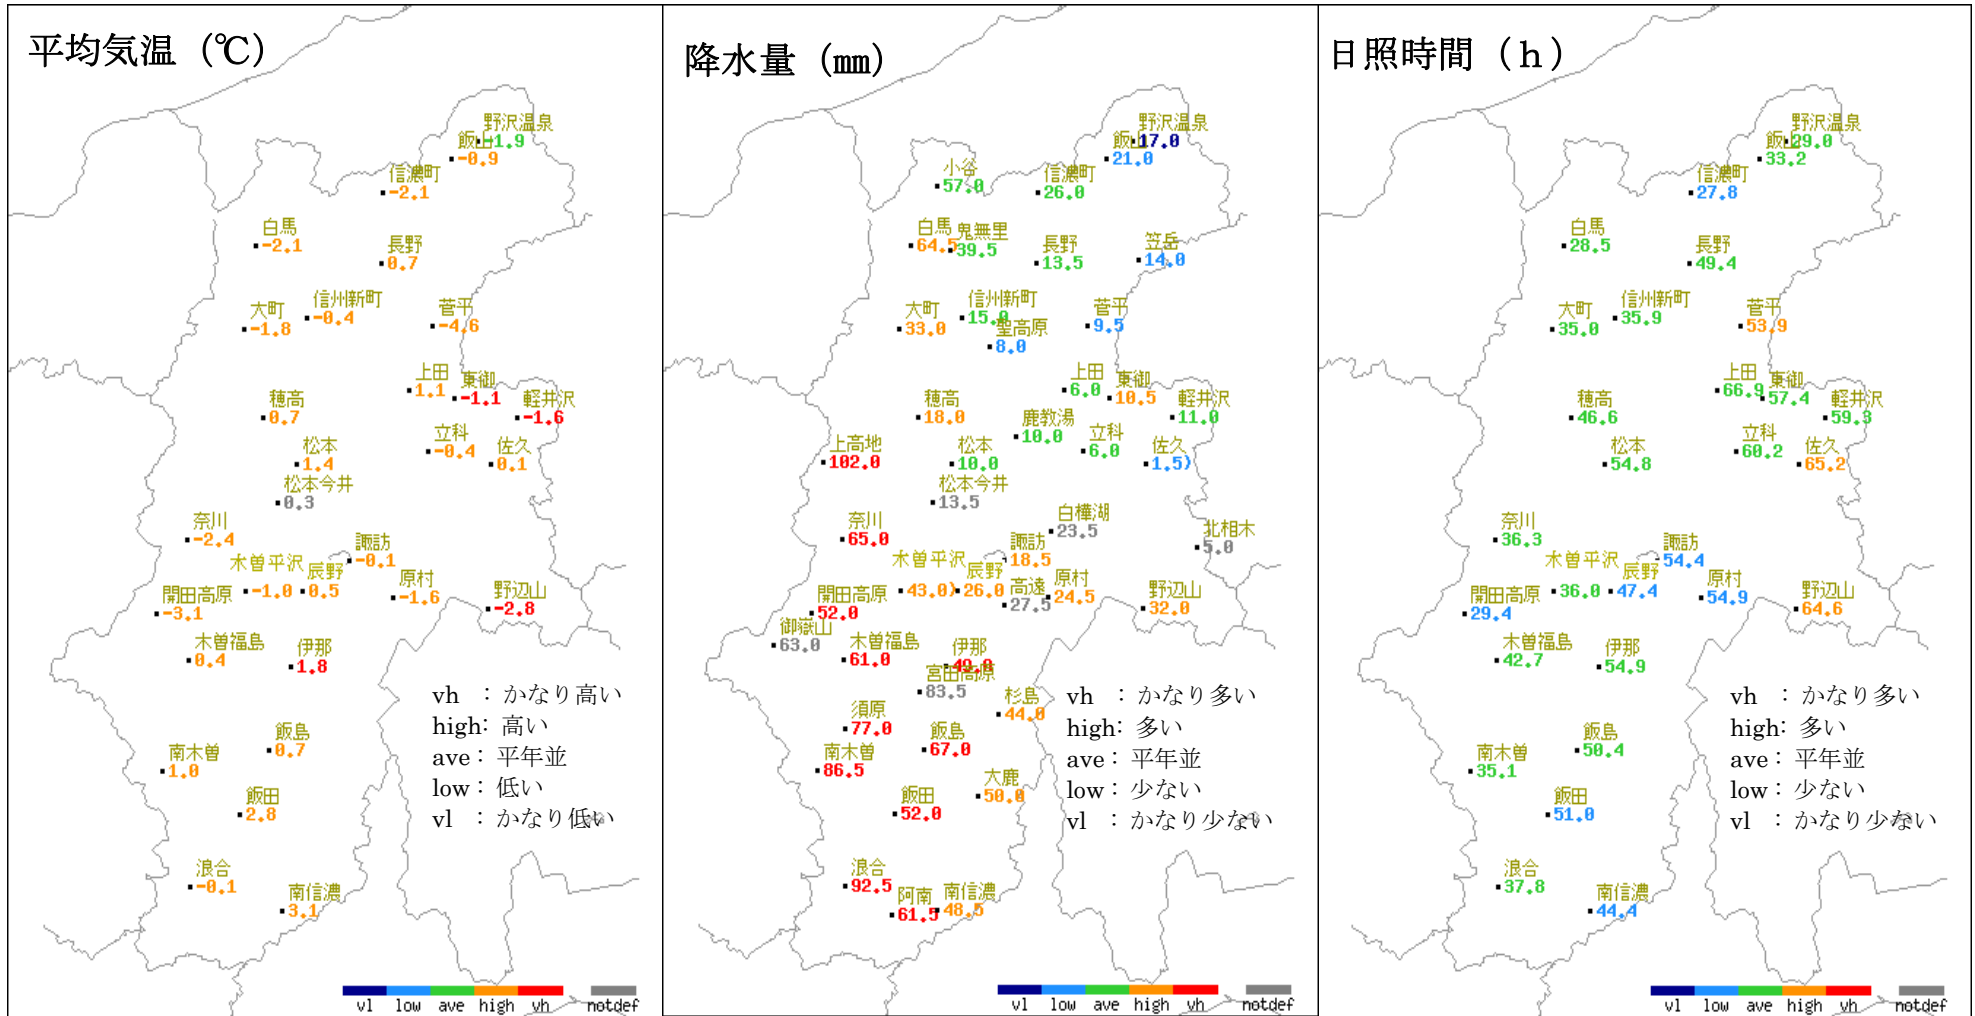 平均気温（℃）
野沢温泉
-1.9
飯山
-0.9
信濃町
-2.1
白馬
-2.1
長野
0.7
大町
-1.8
信州新町
-0.4
菅平
-4.6
上田
1.1
東御
-1.1
軽井沢
-1.6
穂高
0.7
松本
1.4
立科
-0.4
佐久
0.1
松本今井
0.3
奈川
-2.4
諏訪
-0.1
木曽平沢
-1.0
辰野
0.5
開田高原
-3.1
原村
-1.6
野辺山
-2.8
木曽福島
0.4
伊那
1.8
飯島
0.7
南木曽
1.0
飯田
2.8
浪合
-0.1
南信濃
3.1
vh ：かなり高い
high: 高い
ave：平年並
low：低い
vl ：かなり低い
vl low ave high vh notdef
降水量（㎜）
野沢温泉
17.0
飯山
21.0
小谷
57.0
信濃町
26.0
白馬
64.5
鬼無里
39.5
長野
13.5
笠岳
14.0
大町
33.0
信州新町
15.0
聖高原
8.0
菅平
9.5
上田
6.0
東御
10.5
軽井沢
11.0
穂高
18.0
鹿教湯
10.0
立科
6.0
佐久
1.5)
上高地
102.0
松本
10.0
松本今井
13.5
白樺湖
23.5
北相木
5.0
奈川
65.0
諏訪
18.5
木曽平沢
43.0)
辰野
26.0
高遠
27.5
原村
24.5
野辺山
32.0
開田高原
52.0
御嶽山
63.0
木曽福島
61.0
伊那
49.0
宮田高原
83.5
杉島
44.0
須原
77.0
飯島
67.0
南木曽
86.5
大鹿
50.0
飯田
52.0
浪合
92.5
阿南
61.5
南信濃
48.5
vh ：かなり多い
high: 多い
ave：平年並
low：少ない
vl ：かなり少ない
vl low ave high vh notdef
日照時間（ｈ）
野沢温泉
29.0
飯山
33.2
信濃町
27.8
白馬
28.5
長野
49.4
大町
35.0
信州新町
35.9
菅平
53.9
上田
66.9
東御
57.4
軽井沢
59.3
穂高
46.6
松本
54.8
立科
60.2
佐久
65.2
奈川
36.3
諏訪
54.4
木曽平沢
36.0
辰野
47.4
開田高原
29.4
原村
54.9
野辺山
64.6
木曽福島
42.7
伊那
54.9
飯島
50.4
南木曽
35.1
飯田
51.0
浪合
37.8
南信濃
44.4
vh ：かなり多い
high: 多い
ave：平年並
low：少ない
vl ：かなり少ない
vl low ave high vh notdef